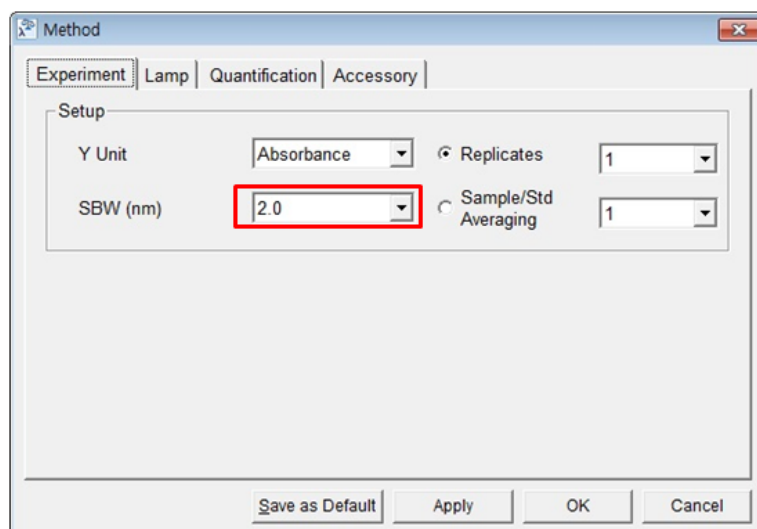 Method
Experiment Lamp Quantification Accessory
Setup
Y Unit Absorbance Replicates 1
SBW (nm) 2.0 Sample/Std
Averaging 1
Save as Default Apply OK Cancel